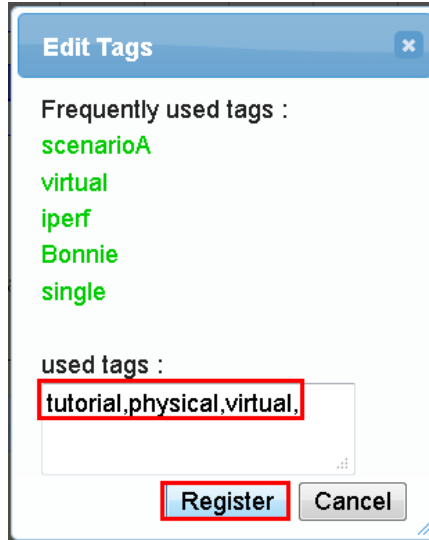 Edit Tags
Frequently used tags :
scenarioA
virtual
iperf
Bonnie
single
used tags :
tutorial,physical,virtual,
Register Cancel